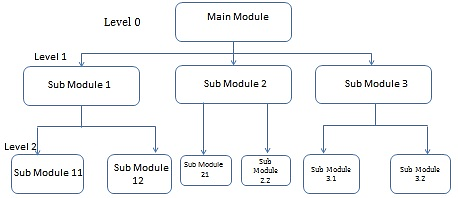 Level 0
Main Module
Level 1
Sub Module 1
Sub Module 2
Sub Module 3
Level 2
Sub Module 11
Sub Module
12
Sub Module
21
Sub
Module
2.2
Sub Module
3.1
Sub Module
3.2